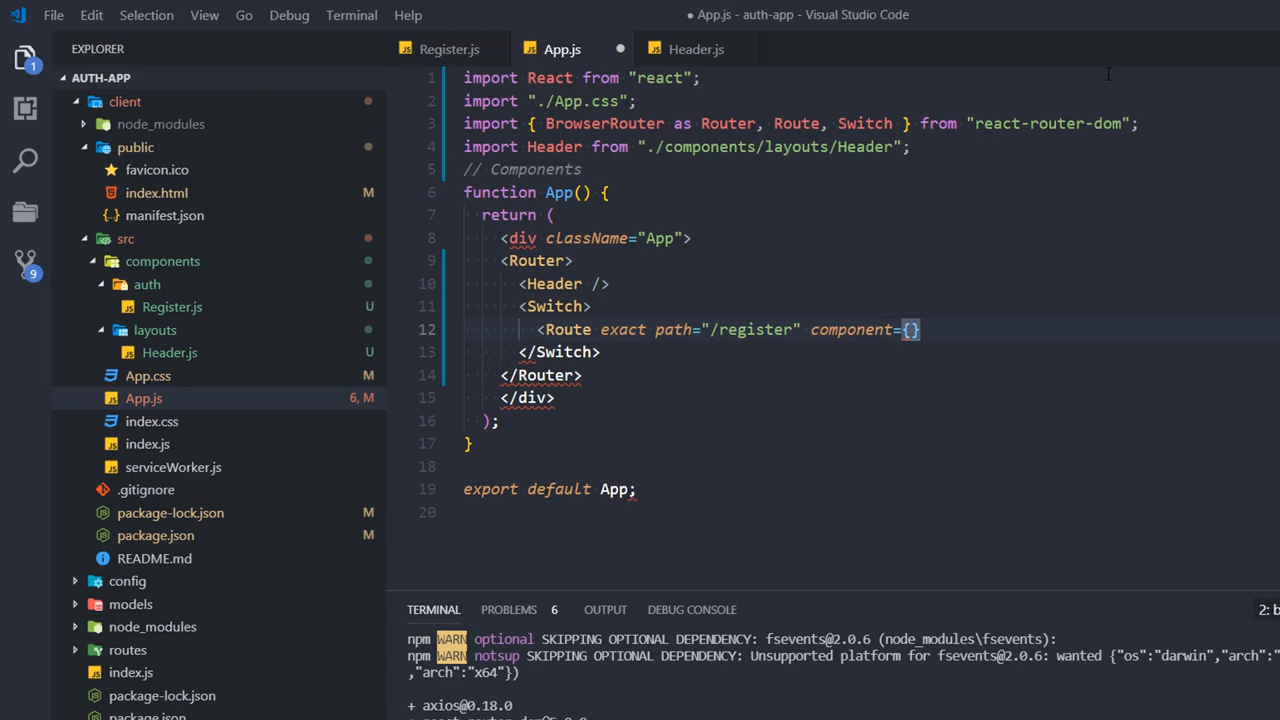 File Edit Selection View Go Debug Terminal Help
● App.js - auth-app - Visual Studio Code
EXPLORER
Register.js
App.js
Header.js
AUTH-APP
client
node_modules
public
favicon.ico
index.html M
manifest.json
src
components
auth
Register.js U
layouts
Header.js U
App.css M
App.js 6, M
index.css
index.js
serviceWorker.js
.gitignore
package-lock.json M
package.json M
README.md
config
models
node_modules
routes
index.js
package-lock.json
package.json
1
9
1 import React from "react";
2 import "./App.css";
3 import { BrowserRouter as Router, Route, Switch } from "react-router-dom";
4 import Header from "./components/layouts/Header";
5 // Components
6 function App() {
7 return (
8 <div className="App">
9 <Router>
10 <Header />
11 <Switch>
12 <Route exact path="/register" component={}
13 </Switch>
14 </Router>
15 </div>
16 );
17 }
18
19 export default App;
20
TERMINAL PROBLEMS 6 OUTPUT DEBUG CONSOLE
2: b
npm WARN optional SKIPPING OPTIONAL DEPENDENCY: fsevents@2.0.6 (node_modules\fsevents):
npm WARN notsup SKIPPING OPTIONAL DEPENDENCY: Unsupported platform for fsevents@2.0.6: wanted {"os":"darwin","arch":"
,"arch":"x64"})
+ axios@0.18.0